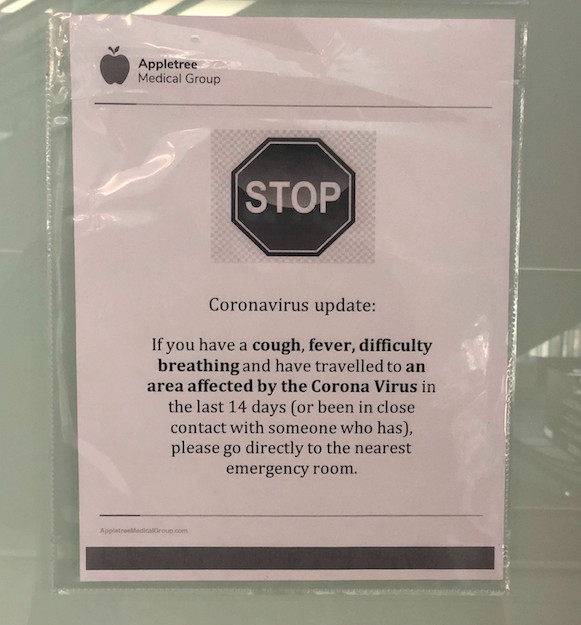 Appletree
Medical Group
STOP
Coronavirus update:
If you have a cough, fever, difficulty
breathing and have travelled to an
area affected by the Corona Virus in
the last 14 days (or been in close
contact with someone who has),
please go directly to the nearest
emergency room.
AppletreeMedicalGroup.com